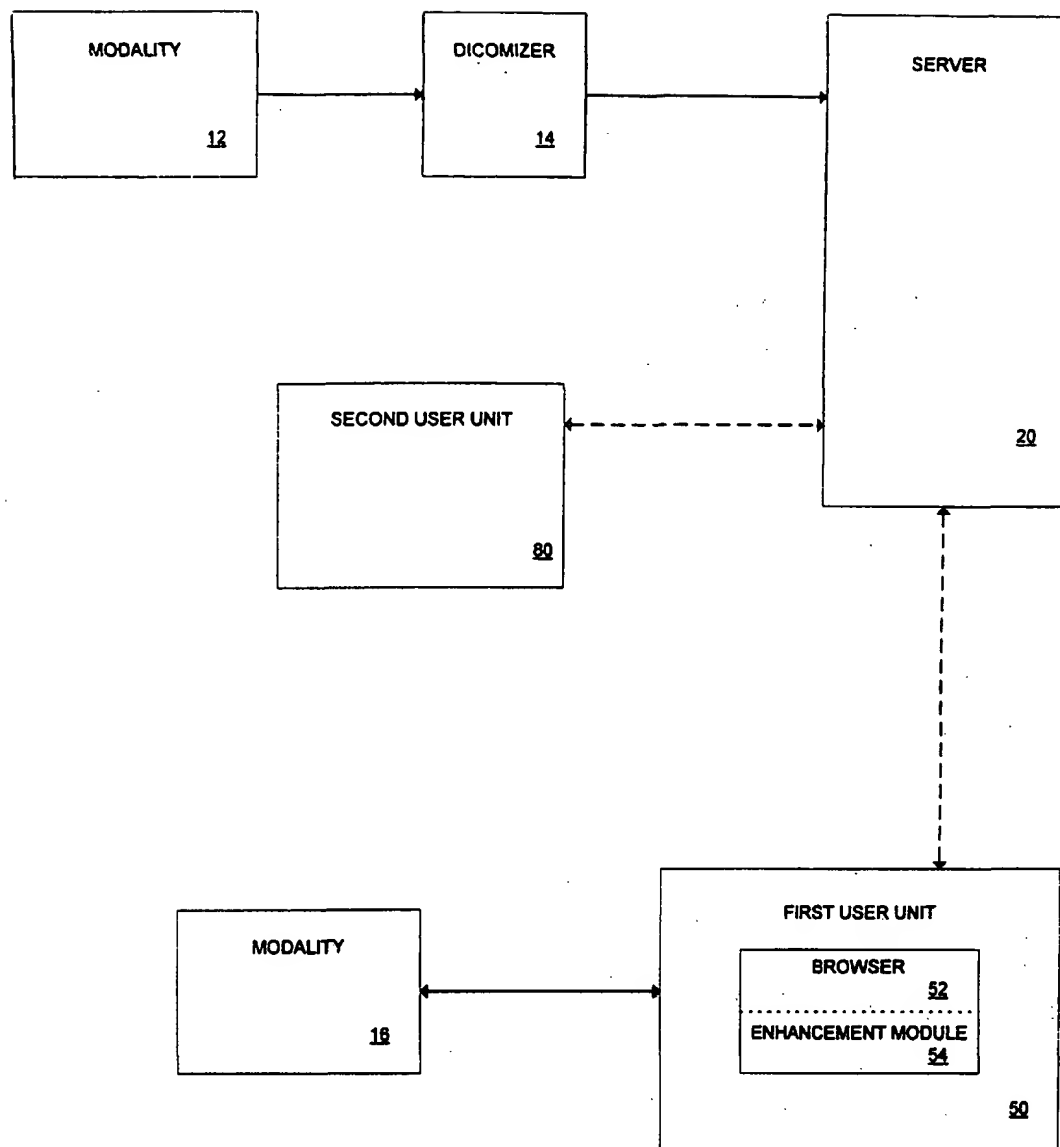 MODALITY
12
DICOMIZER
14
SERVER
20
SECOND USER UNIT
80
MODALITY
16
FIRST USER UNIT
BROWSER
52
ENHANCEMENT MODULE
54
50